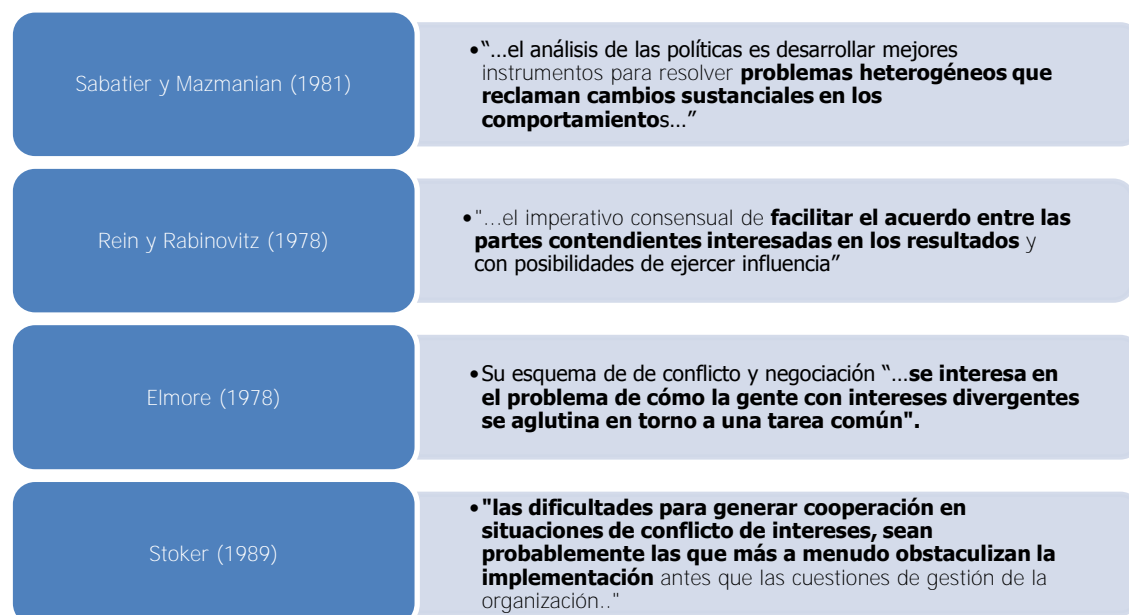 Sabatier y Mazmanian (1981)
•“...el análisis de las políticas es desarrollar mejores
instrumentos para resolver problemas heterogéneos que
reclaman cambios sustanciales en los
comportamientos...”
Rein y Rabinovitz (1978)
•"...el imperativo consensual de facilitar el acuerdo entre las
partes contendientes interesadas en los resultados y
con posibilidades de ejercer influencia”
Elmore (1978)
•Su esquema de de conflicto y negociación “...se interesa en
el problema de cómo la gente con intereses divergentes
se aglutina en torno a una tarea común".
Stoker (1989)
•"las dificultades para generar cooperación en
situaciones de conflicto de intereses, sean
probablemente las que más a menudo obstaculizan la
implementación antes que las cuestiones de gestión de la
organización.."